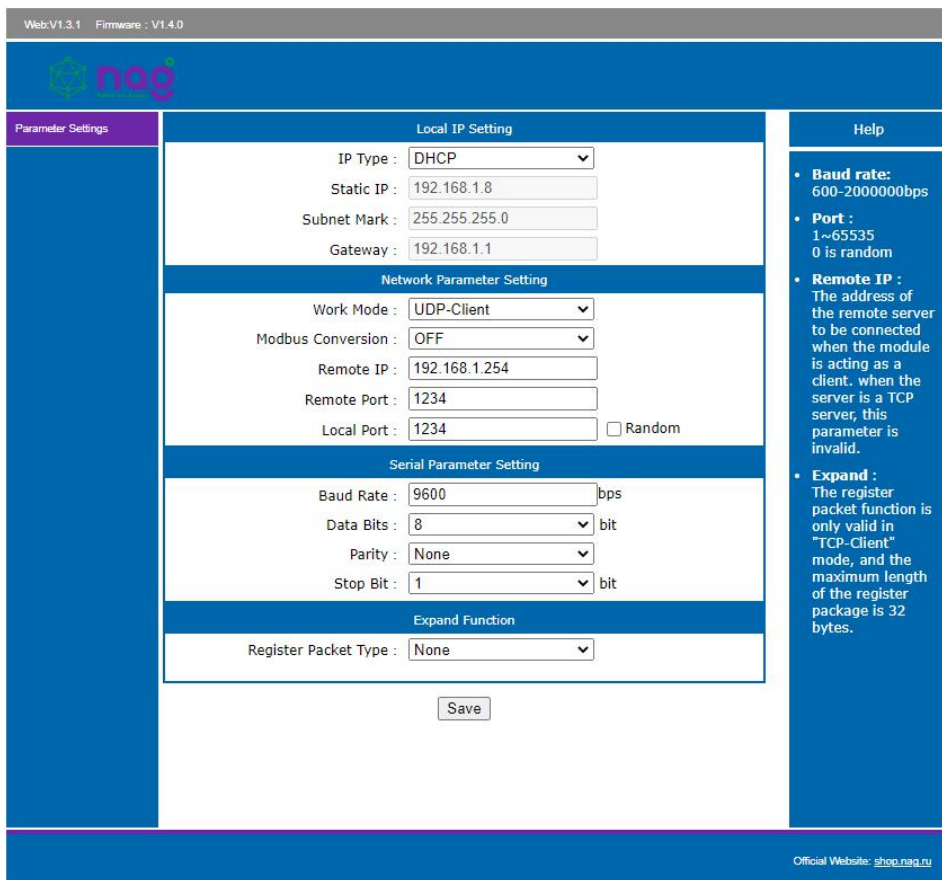 Web:V1.3.1 Firmware : V1.4.0
nag
Parameter Settings
Local IP Setting
IP Type : DHCP
Static IP : 192.168.1.8
Subnet Mark : 255.255.255.0
Gateway : 192.168.1.1
Network Parameter Setting
Work Mode : UDP-Client
Modbus Conversion : OFF
Remote IP : 192.168.1.254
Remote Port : 1234
Local Port : 1234 Random
Serial Parameter Setting
Baud Rate : 9600 bps
Data Bits : 8 bit
Parity : None
Stop Bit : 1 bit
Expand Function
Register Packet Type : None
Save
Help
• Baud rate:
600-2000000bps
• Port :
1~65535
0 is random
• Remote IP :
The address of
the remote server
to be connected
when the module
is acting as a
client. when the
server is a TCP
server, this
parameter is
invalid.
• Expand :
The register
packet function is
only valid in
"TCP-Client"
mode, and the
maximum length
of the register
package is 32
bytes.
Official Website: shop.nag.ru